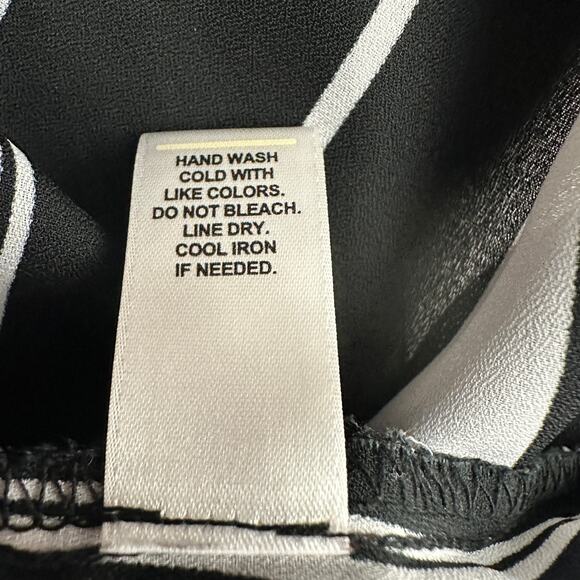 HAND WASH
COLD WITH
LIKE COLORS.
DO NOT BLEACH.
LINE DRY.
COOL IRON
IF NEEDED.